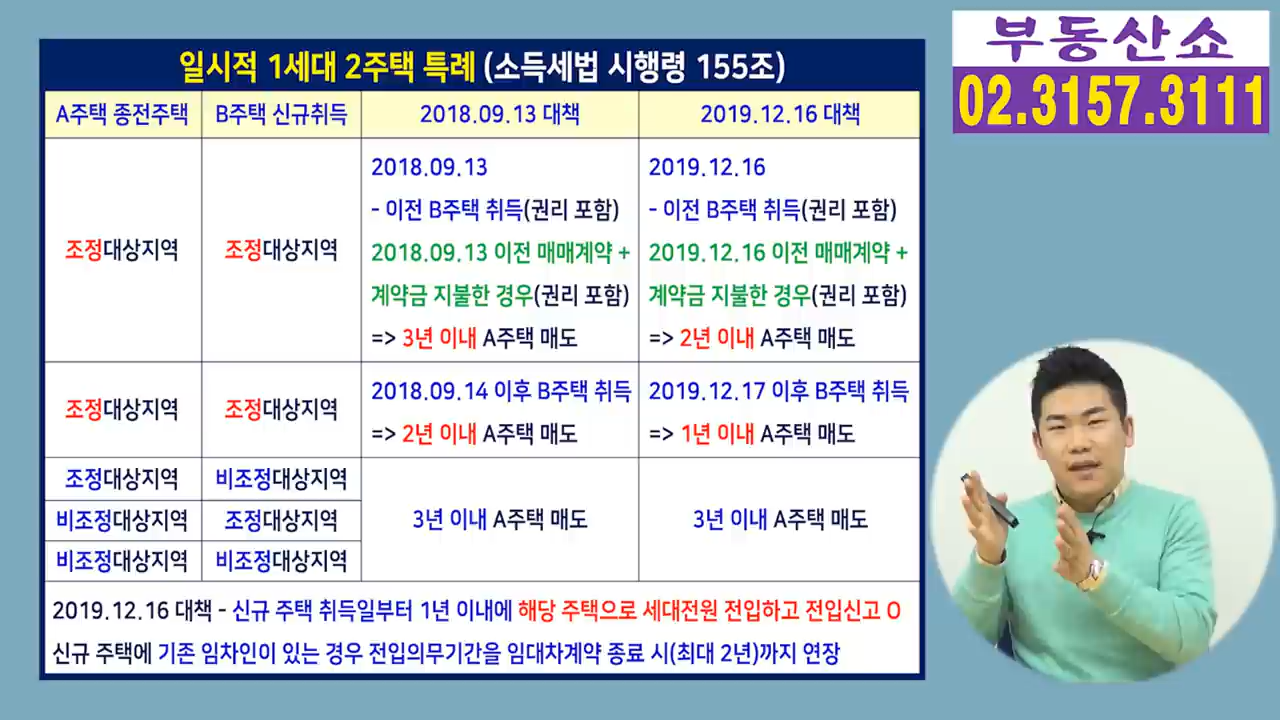 부동산쇼
02.3157.3111
일시적 1세대 2주택 특례 (소득세법 시행령 155조)
A주택 종전주택 B주택 신규취득 2018.09.13 대책 2019.12.16 대책
조정대상지역 조정대상지역
2018.09.13
- 이전 B주택 취득(권리 포함)
2018.09.13 이전 매매계약 +
계약금 지불한 경우(권리 포함)
=> 3년 이내 A주택 매도
2019.12.16
- 이전 B주택 취득(권리 포함)
2019.12.16 이전 매매계약 +
계약금 지불한 경우(권리 포함)
=> 2년 이내 A주택 매도
조정대상지역 조정대상지역
2018.09.14 이후 B주택 취득
=> 2년 이내 A주택 매도
2019.12.17 이후 B주택 취득
=> 1년 이내 A주택 매도
조정대상지역 비조정대상지역
비조정대상지역 조정대상지역
비조정대상지역 비조정대상지역
3년 이내 A주택 매도
3년 이내 A주택 매도
2019.12.16 대책 - 신규 주택 취득일부터 1년 이내에 해당 주택으로 세대전원 전입하고 전입신고 O
신규 주택에 기존 임차인이 있는 경우 전입의무기간을 임대차계약 종료 시(최대 2년)까지 연장